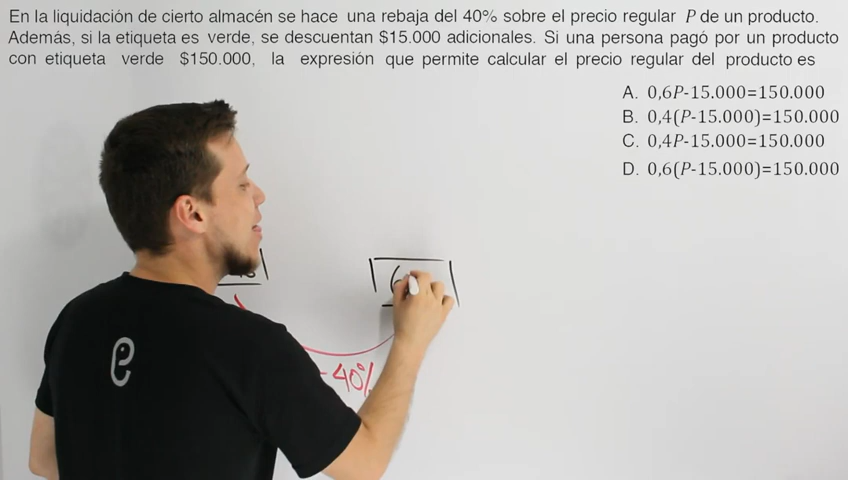 En la liquidación de cierto almacén se hace una rebaja del 40% sobre el precio regular P de un producto.
Además, si la etiqueta es verde, se descuentan $15.000 adicionales. Si una persona pagó por un producto
con etiqueta verde $150.000, la expresión que permite calcular el precio regular del producto es
A. 0,6P-15.000=150.000
B. 0,4(P-15.000)=150.000
C. 0,4P-15.000=150.000
D. 0,6(P-15.000)=150.000
- 40%